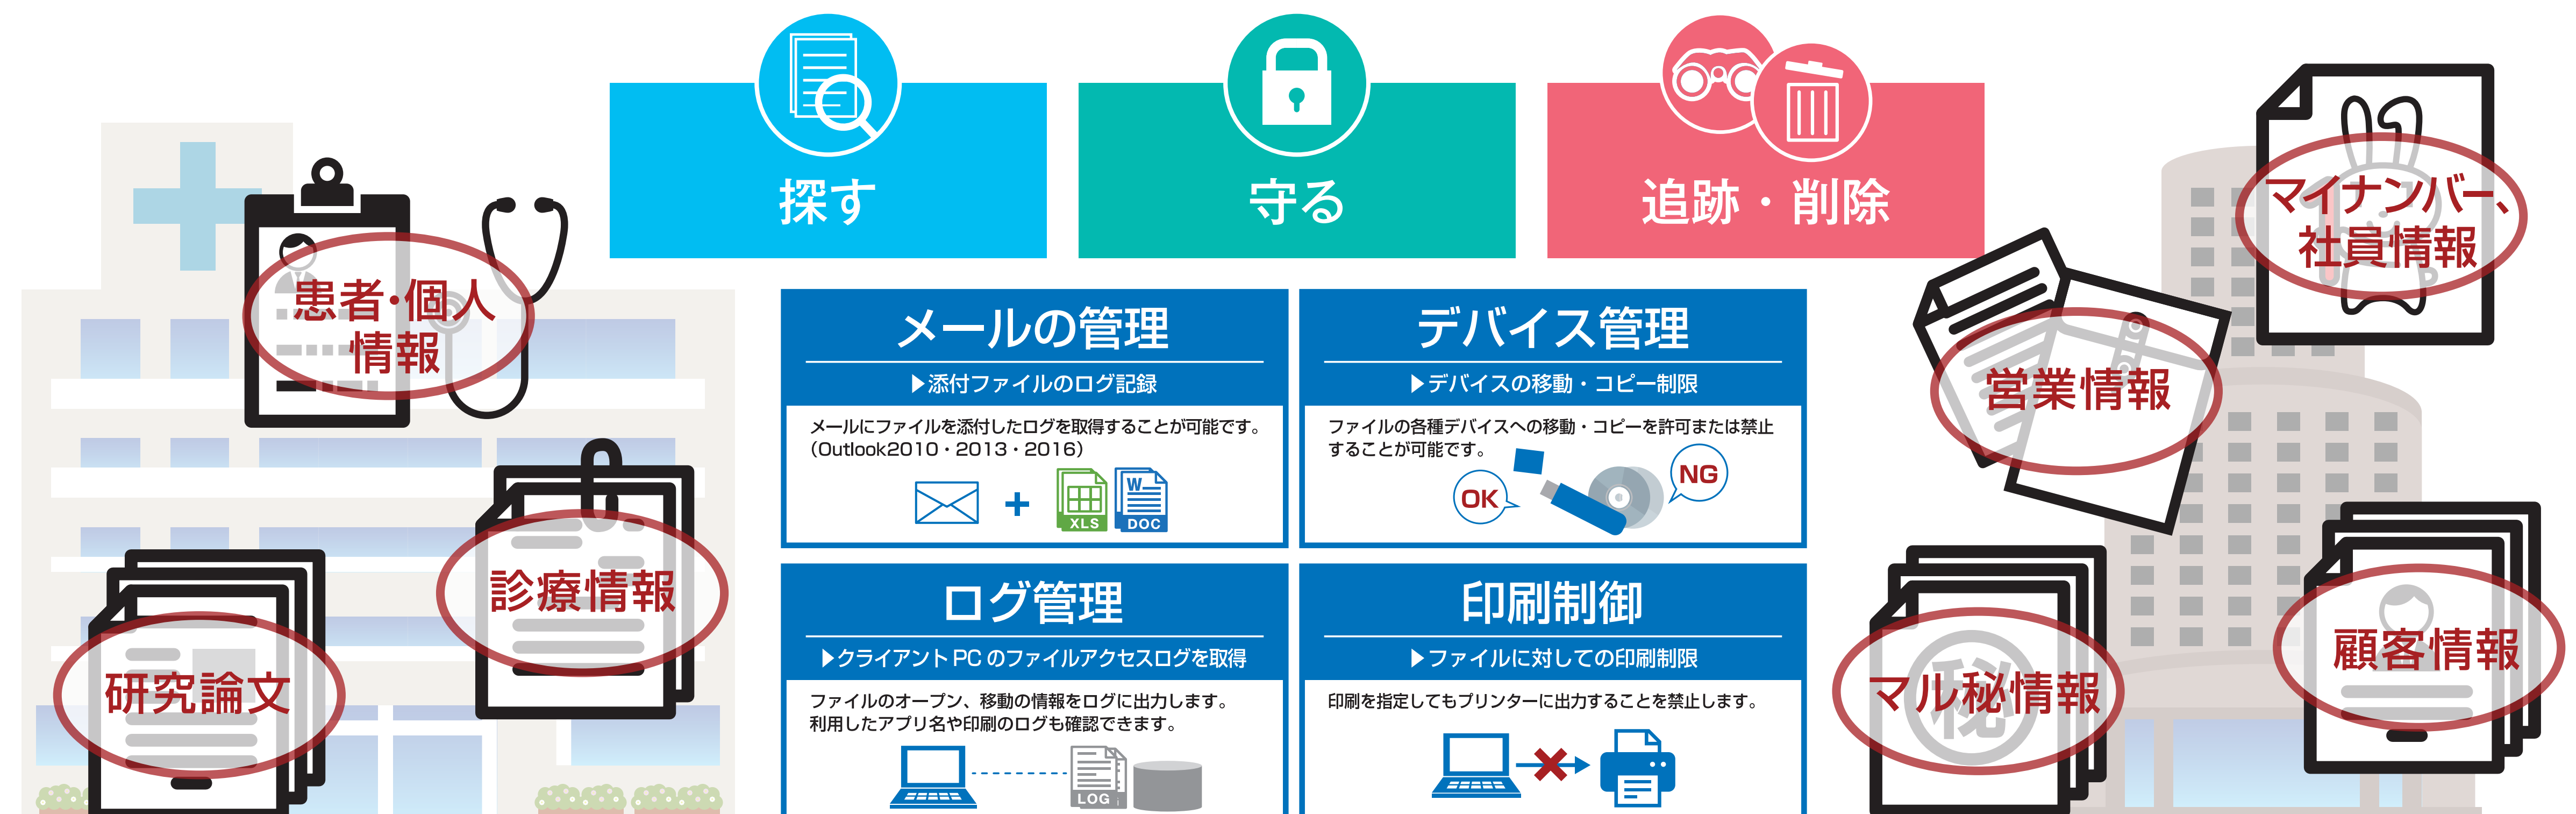 探す
守る
追跡・削除
患者・個人
情報
診療情報
研究論文
メールの管理
▶添付ファイルのログ記録
メールにファイルを添付したログを取得することが可能です。
（Outlook2010・2013・2016）
+
XLS
W
DOC
デバイス管理
▶デバイスの移動・コピー制限
ファイルの各種デバイスへの移動・コピーを許可または禁止
することが可能です。
OK
NG
ログ管理
▶クライアントPCのファイルアクセスログを取得
ファイルのオープン、移動の情報をログに出力します。
利用したアプリ名や印刷のログも確認できます。
LOG
印刷制御
▶ファイルに対しての印刷制限
印刷を指定してもプリンターに出力することを禁止します。
マイナンバー、
社員情報
営業情報
秘
マル秘情報
顧客情報